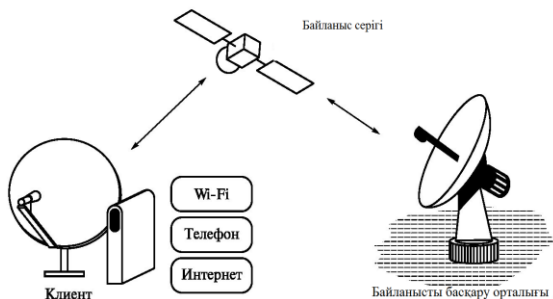 Байланыс серігі
Wi-Fi
Телефон
Интернет
Клиент
Байланысты басқару орталығы